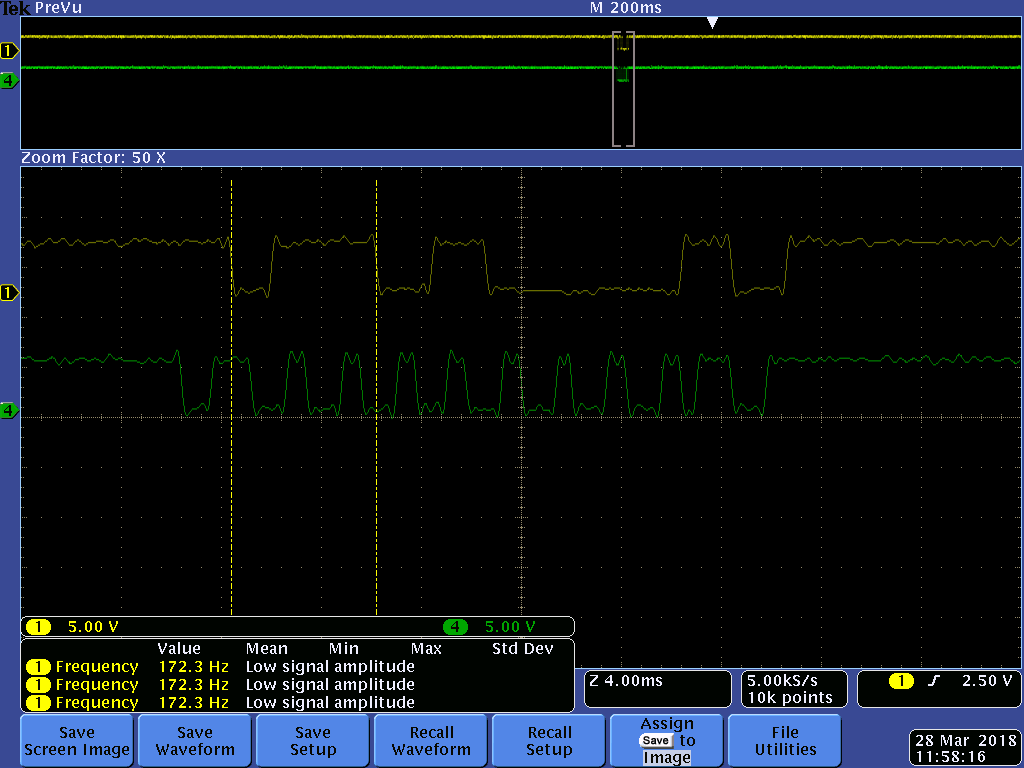 Tek PreVu M 200ms
1
4
Zoom Factor: 50 X
1
4
1 5.00 V 4 5.00 V
Value Mean Min Max Std Dev
1 Frequency 172.3 Hz Low signal amplitude
1 Frequency 172.3 Hz Low signal amplitude
1 Frequency 172.3 Hz Low signal amplitude
Z 4.00ms
5.00kS/s
10k points
1 2.50 V
Save
Screen Image
Save
Waveform
Save
Setup
Recall
Waveform
Recall
Setup
Assign
Save to
Image
File
Utilities
28 Mar 2018
11:58:16